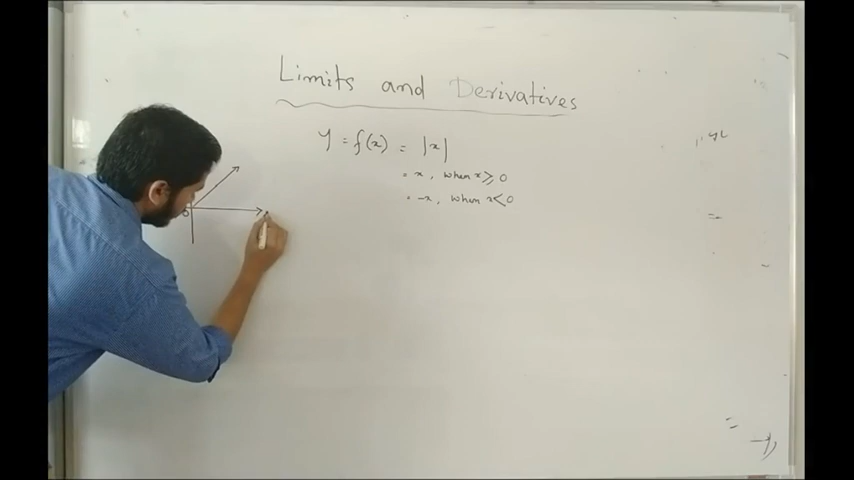 Limits and Derivatives
y = f(x) = |x|
= x, when x ≥ 0
= -x, when x < 0
0